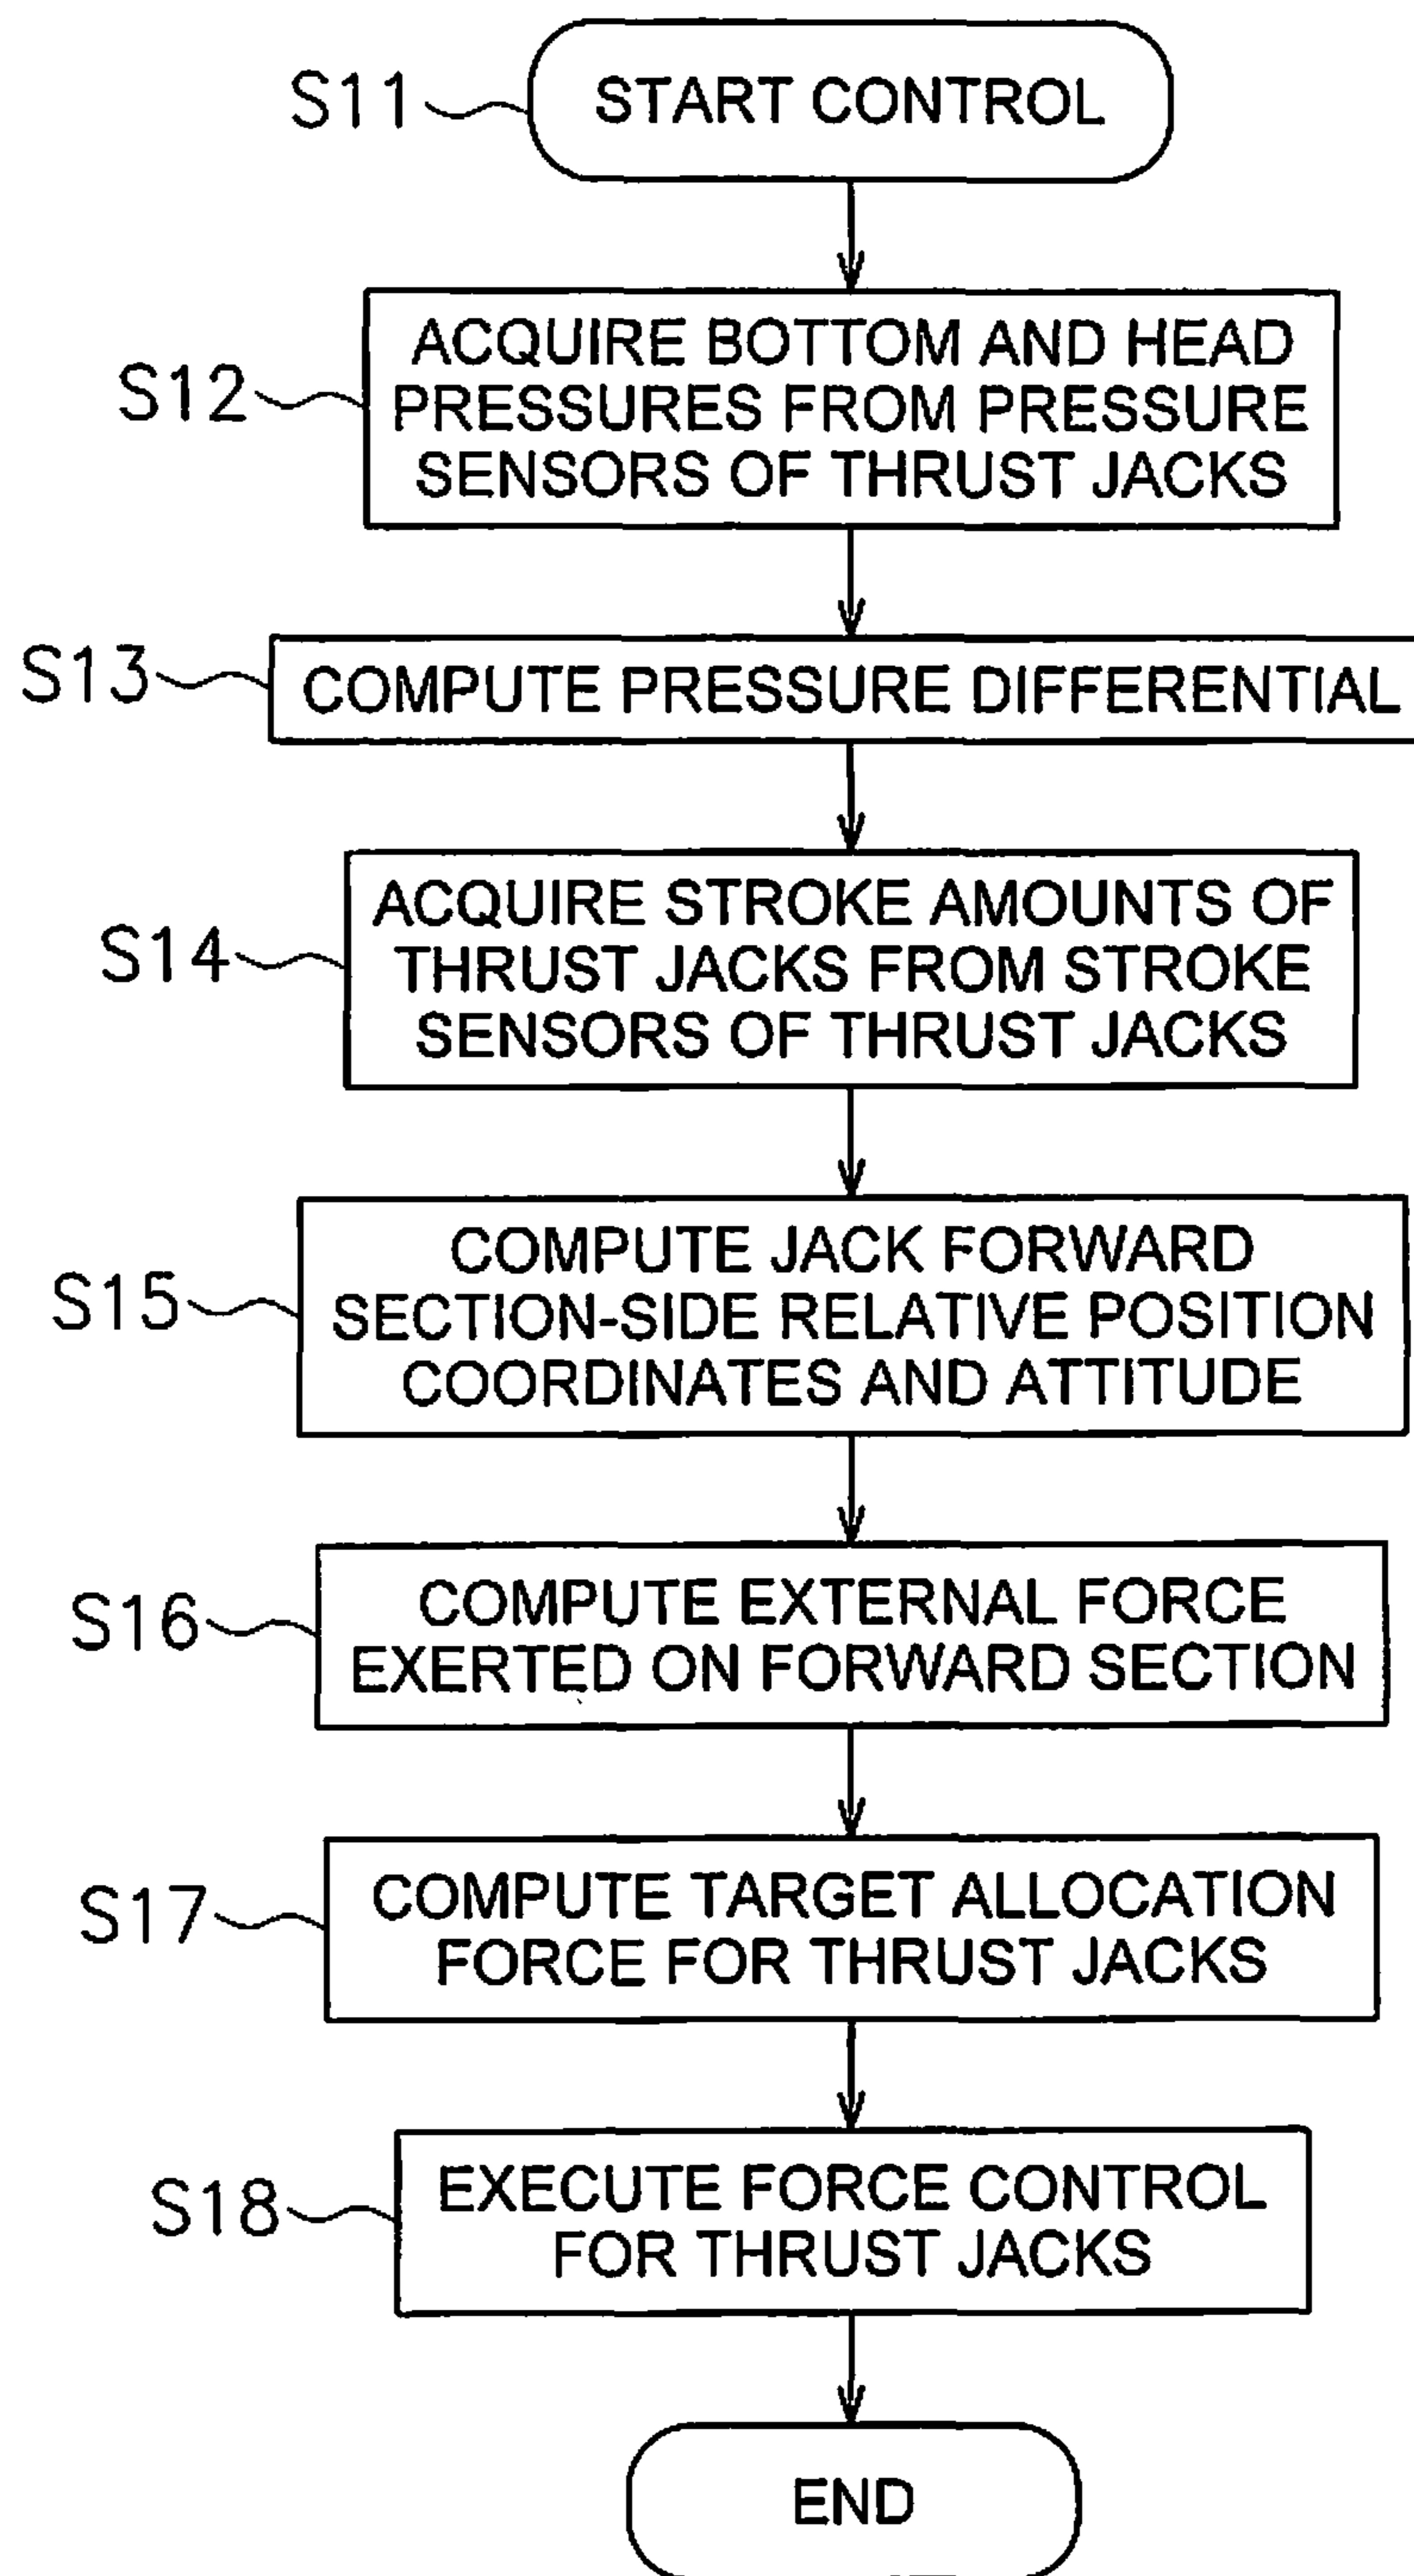 S11
START CONTROL
S12
ACQUIRE BOTTOM AND HEAD
PRESSURES FROM PRESSURE
SENSORS OF THRUST JACKS
S13
COMPUTE PRESSURE DIFFERENTIAL
S14
ACQUIRE STROKE AMOUNTS OF
THRUST JACKS FROM STROKE
SENSORS OF THRUST JACKS
S15
COMPUTE JACK FORWARD
SECTION-SIDE RELATIVE POSITION
COORDINATES AND ATTITUDE
S16
COMPUTE EXTERNAL FORCE
EXERTED ON FORWARD SECTION
S17
COMPUTE TARGET ALLOCATION
FORCE FOR THRUST JACKS
S18
EXECUTE FORCE CONTROL
FOR THRUST JACKS
END